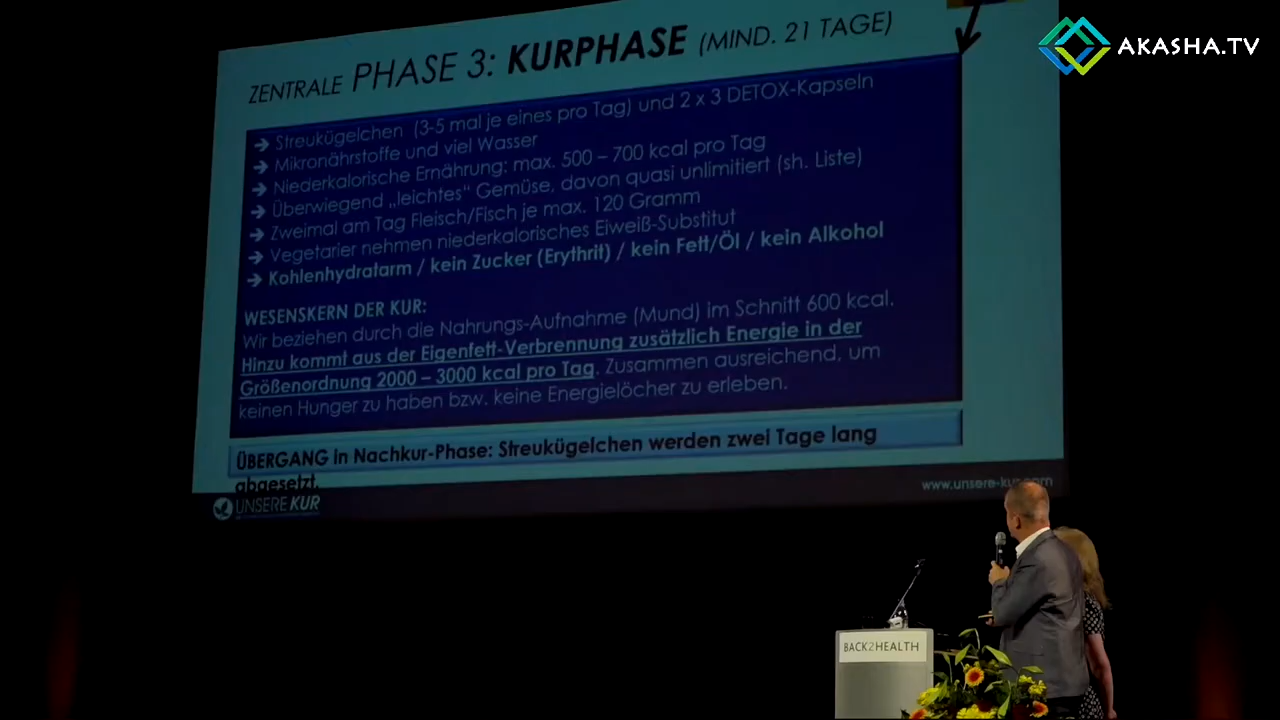 AKASHA.TV
ZENTRALE PHASE 3: KURPHASE (MIND. 21 TAGE)
➔ Streukügelchen (3-5 mal je eines pro Tag) und 2 x 3 DETOX-Kapseln
➔ Mikronährstoffe und viel Wasser
➔ Niederkalorische Ernährung: max. 500 – 700 kcal pro Tag
➔ Überwiegend „leichtes“ Gemüse, davon quasi unlimitiert (sh. Liste)
➔ Zweimal am Tag Fleisch/Fisch je max. 120 Gramm
➔ Vegetarier nehmen niederkalorisches Eiweiß-Substitut
➔ Kohlenhydratarm / kein Zucker (Erythrit) / kein Fett/Öl / kein Alkohol
WESENSKERN DER KUR:
Wir beziehen durch die Nahrungs-Aufnahme (Mund) im Schnitt 600 kcal.
Hinzu kommt aus der Eigenfett-Verbrennung zusätzlich Energie in der
Größenordnung 2000 – 3000 kcal pro Tag. Zusammen ausreichend, um
keinen Hunger zu haben bzw. keine Energielöcher zu erleben.
ÜBERGANG in Nachkur-Phase: Streukügelchen werden zwei Tage lang
abgesetzt.
UNSERE KUR
www.unsere-kur.com
BACK2HEALTH